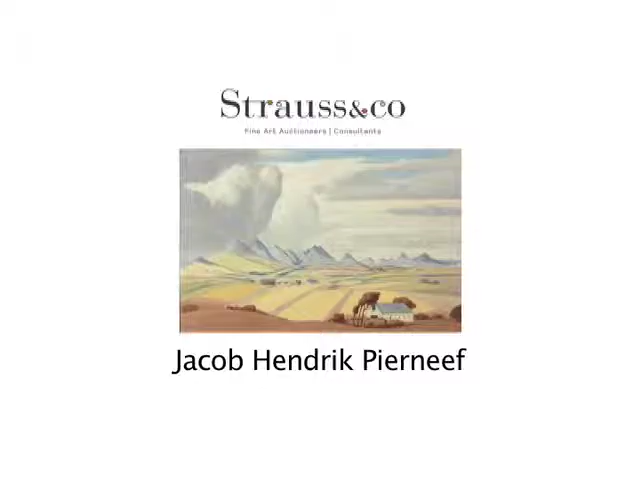 Strauss&co
Fine Art Auctioneers | Consultants
Jacob Hendrik Pierneef